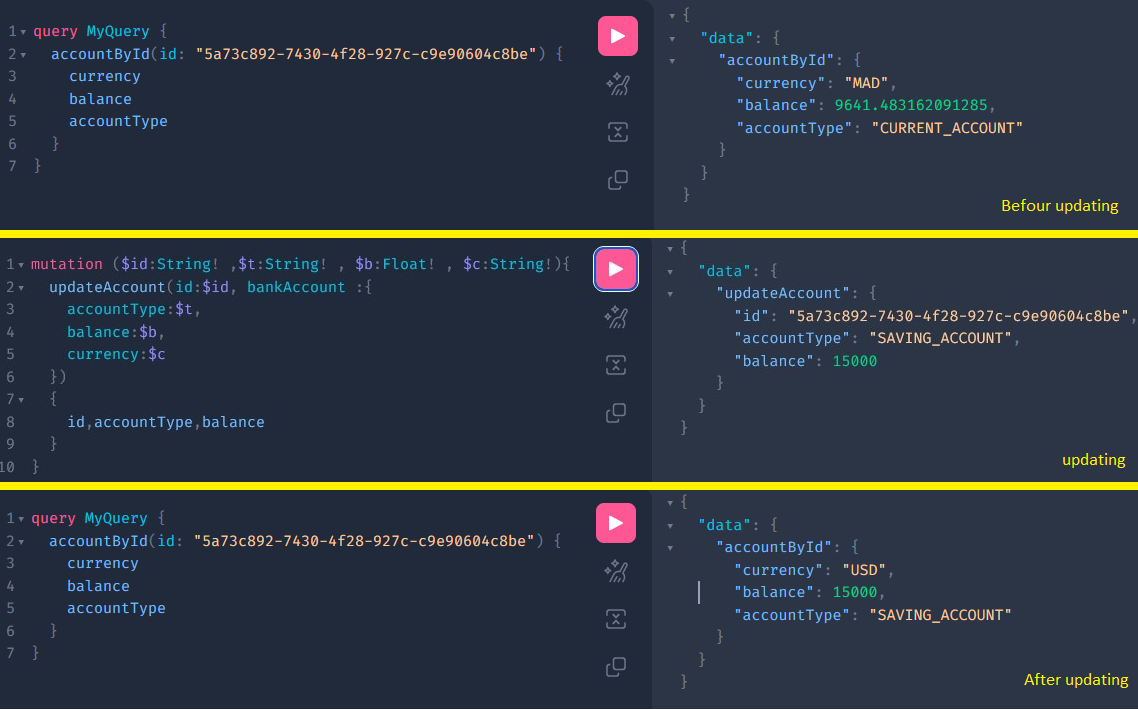 1 query MyQuery {
2 accountById(id: "5a73c892-7430-4f28-927c-c9e90604c8be") {
3 currency
4 balance
5 accountType
6 }
7 }
{
"data": {
"accountById": {
"currency": "MAD",
"balance": 9641.483162091285,
"accountType": "CURRENT_ACCOUNT"
}
}
}
Befour updating
1 mutation ($id:String! ,$t:String! , $b:Float! , $c:String!){
2 updateAccount(id:$id, bankAccount :{
3 accountType:$t,
4 balance:$b,
5 currency:$c
6 })
7 {
8 id,accountType,balance
9 }
10 }
{
"data": {
"updateAccount": {
"id": "5a73c892-7430-4f28-927c-c9e90604c8be",
"accountType": "SAVING_ACCOUNT",
"balance": 15000
}
}
}
updating
1 query MyQuery {
2 accountById(id: "5a73c892-7430-4f28-927c-c9e90604c8be") {
3 currency
4 balance
5 accountType
6 }
7 }
{
"data": {
"accountById": {
"currency": "USD",
"balance": 15000,
"accountType": "SAVING_ACCOUNT"
}
}
}
After updating